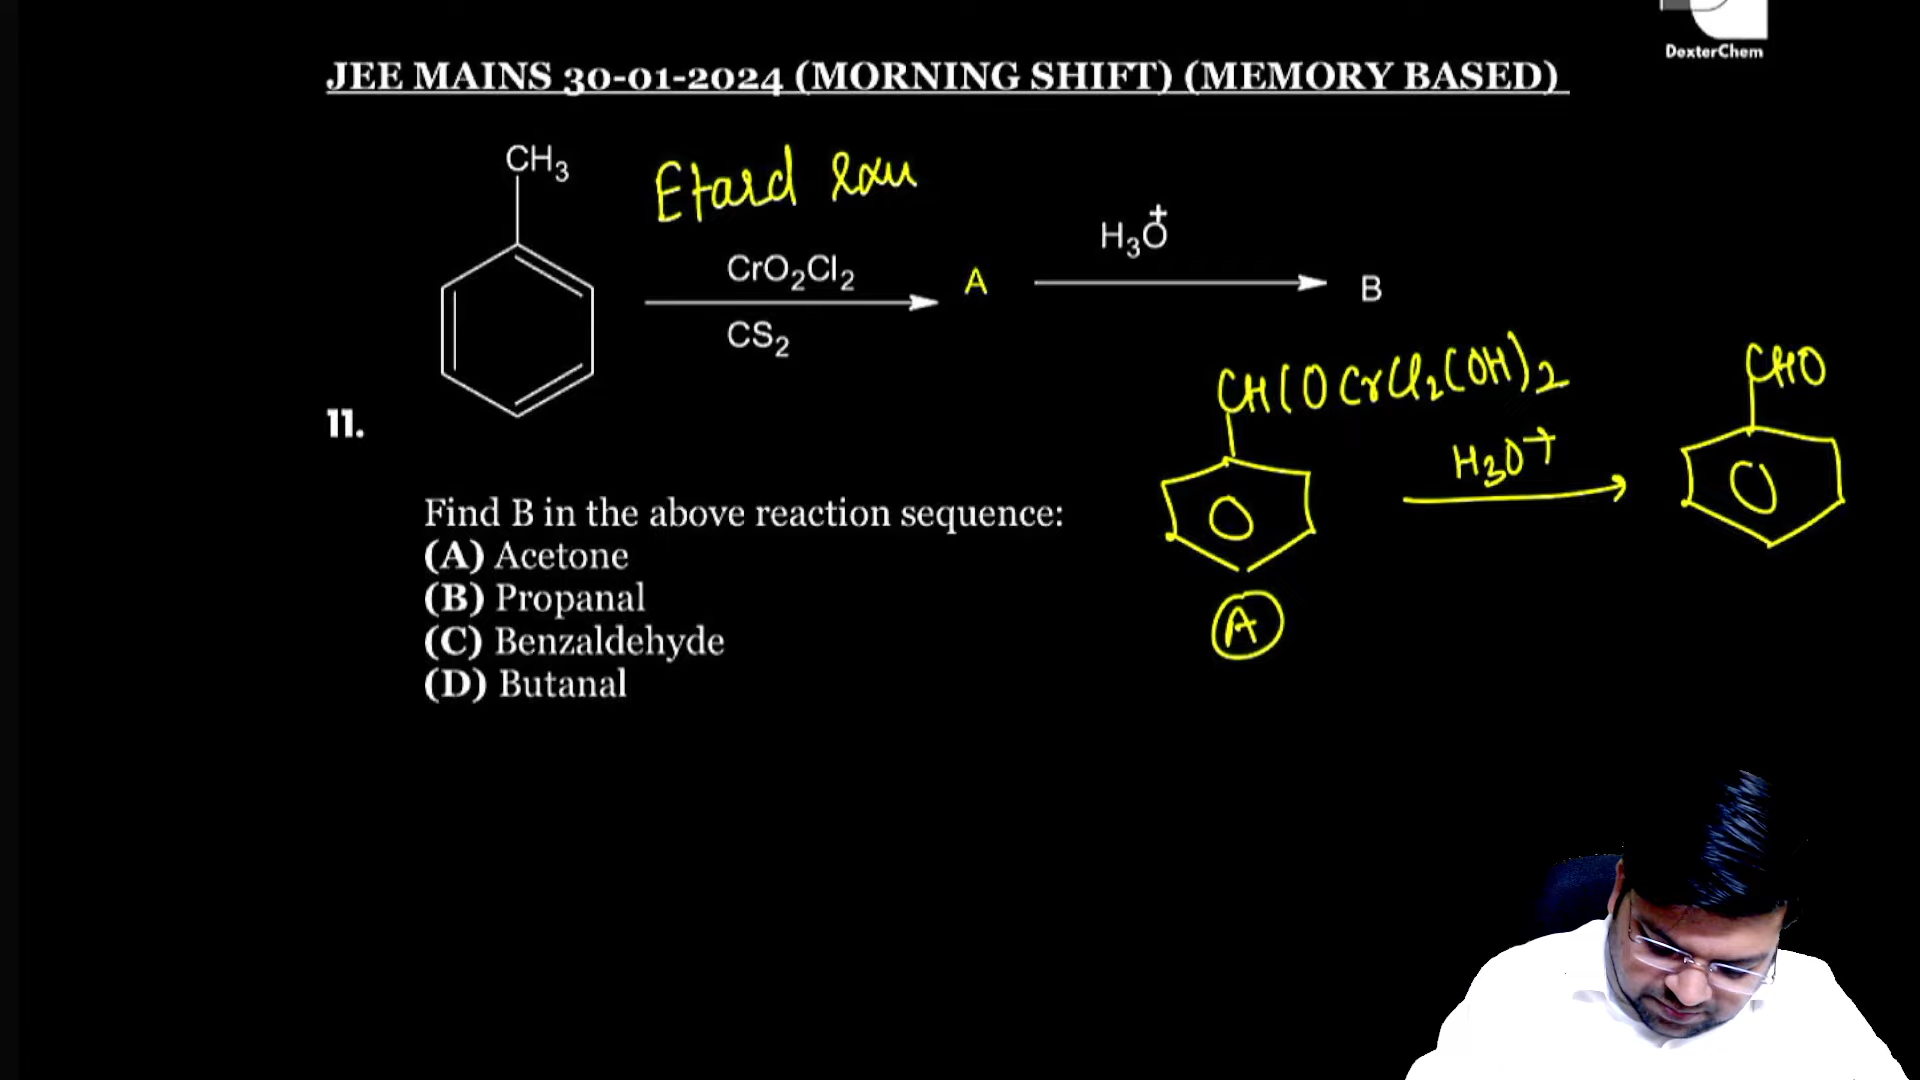 DexterChem
JEE MAINS 30-01-2024 (MORNING SHIFT) (MEMORY BASED)
CH3
Etard rxn
CrO2Cl2
CS2
A
H3O+
B
CH(OCrCl2(OH)2
H3O+
CHO
A
11.
Find B in the above reaction sequence:
(A) Acetone
(B) Propanal
(C) Benzaldehyde
(D) Butanal